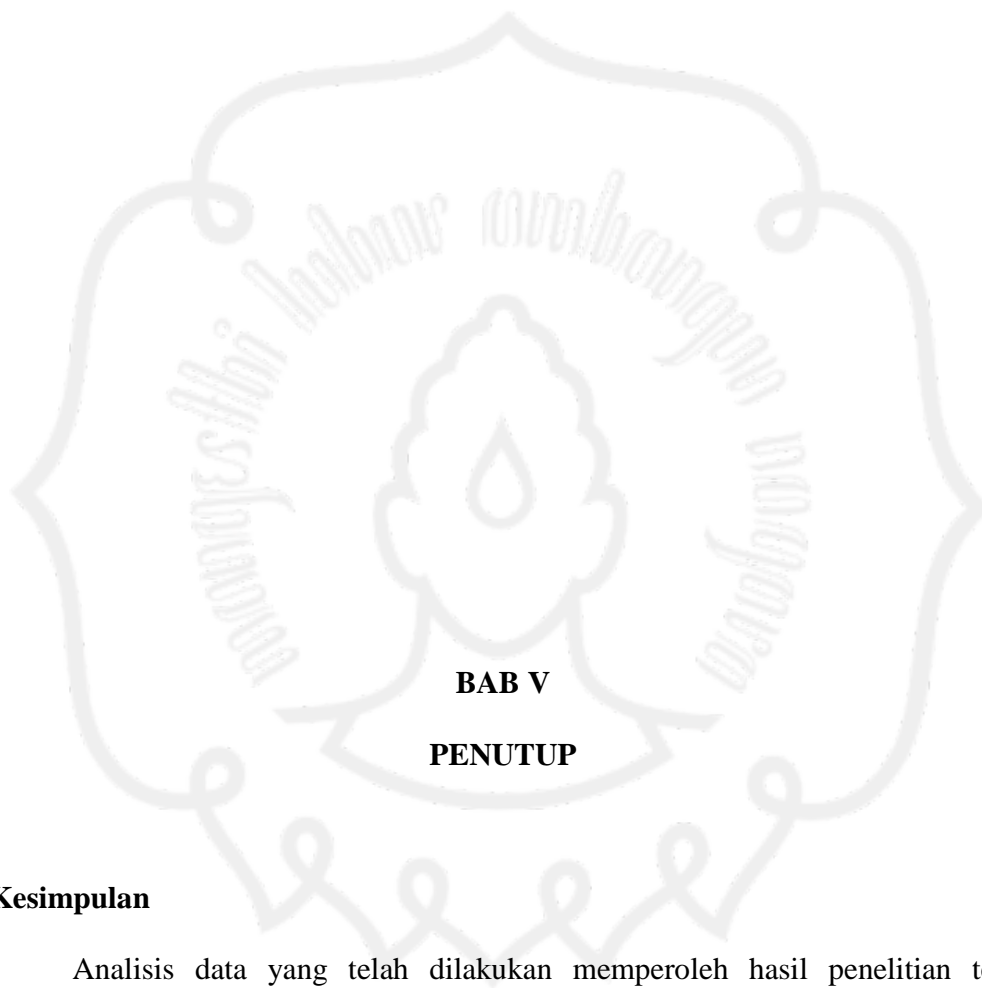 BAB V
PENUTUP
Kesimpulan
Analisis data yang telah dilakukan memperoleh hasil penelitian